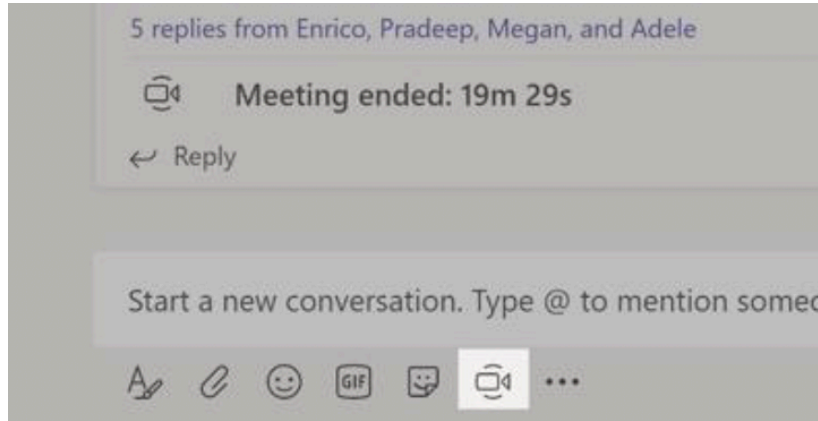 5 replies from Enrico, Pradeep, Megan, and Adele
Meeting ended: 19m 29s
Reply
Start a new conversation. Type @ to mention
GIF